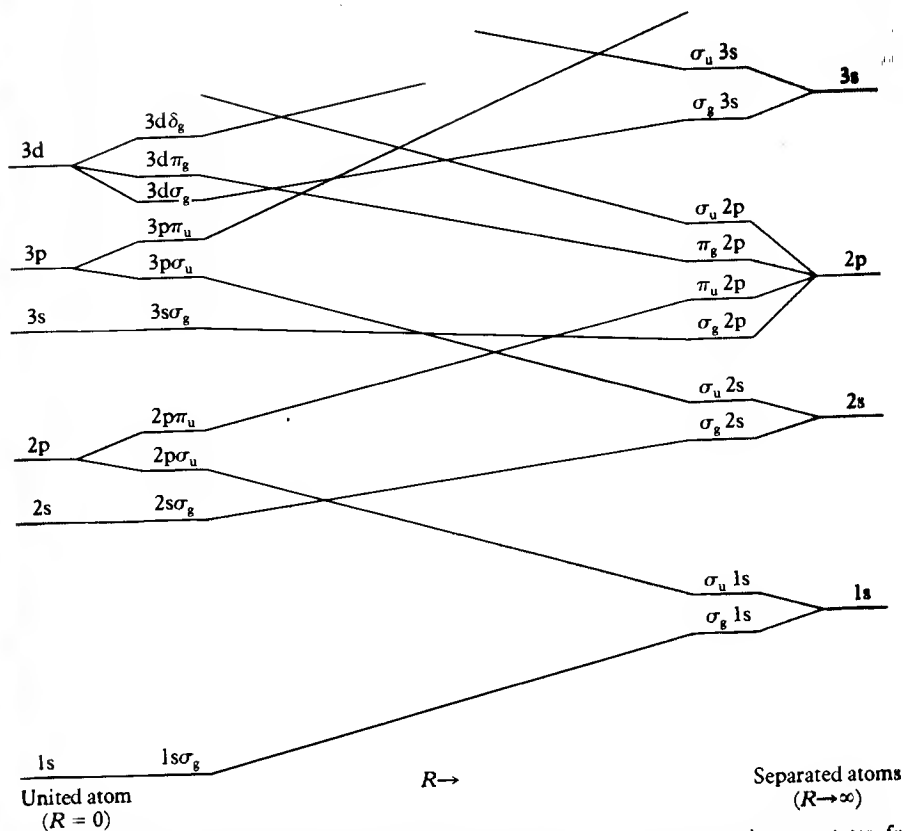 σu 3s
3s
σg 3s
3dδg
3d
3dπg
3dσg
σu 2p
3pπu
πg 2p
3p
3pσu
2p
πu 2p
3s
3sσg
σg 2p
σu 2s
2s
2pπu
σg 2s
2p
2pσu
2s
2sσg
σu 1s
1s
σg 1s
1s
1sσg
R→
United atom
(R = 0)
Separated atoms
(R→∞)